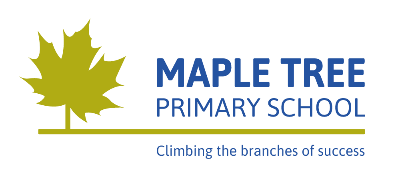 MAPLE TREE
PRIMARY SCHOOL
Climbing the branches of success